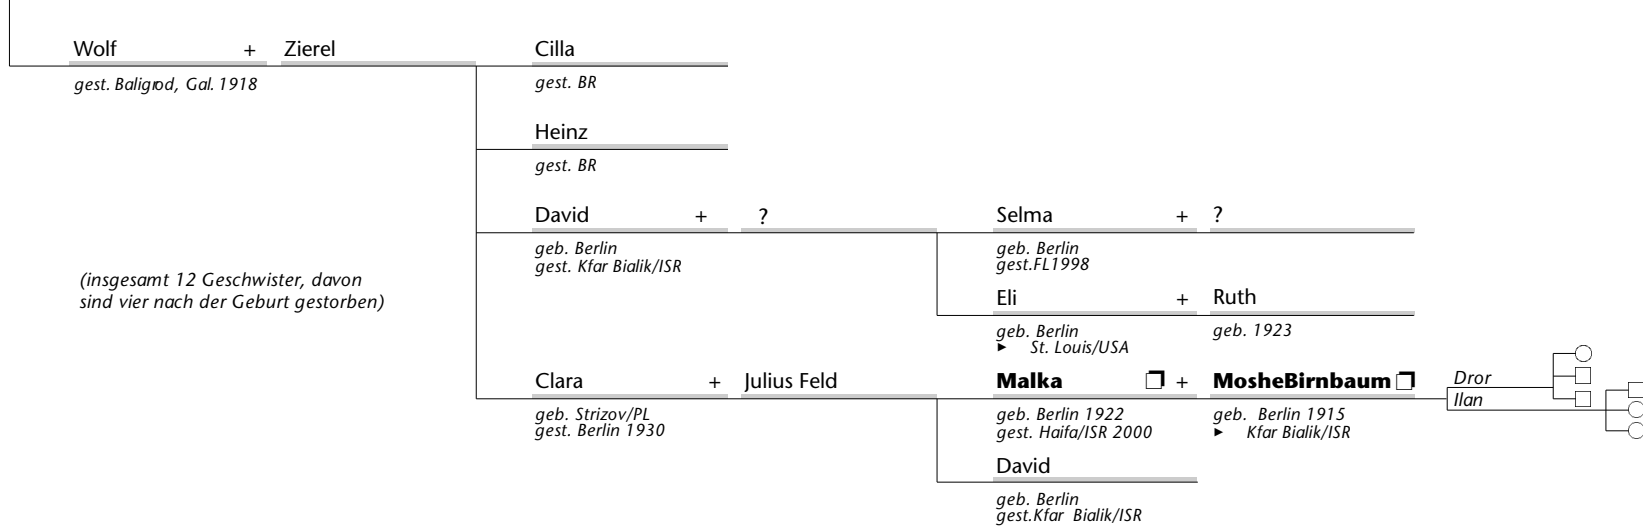 Wolf + Zierel
gest. Baligrod, Gal. 1918
Cilla
gest. BR
Heinz
gest. BR
David + ?
geb. Berlin
gest. Kfar Bialik/ISR
Selma + ?
geb. Berlin
gest.FL1998
(insgesamt 12 Geschwister, davon
sind vier nach der Geburt gestorben)
Eli + Ruth
geb. Berlin
► St. Louis/USA
geb. 1923
Clara + Julius Feld
geb. Strizov/PL
gest. Berlin 1930
Malka + MosheBirnbaum
geb. Berlin 1922
gest. Haifa/ISR 2000
geb. Berlin 1915
► Kfar Bialik/ISR
Dror
Ilan
David
geb. Berlin
gest.Kfar Bialik/ISR